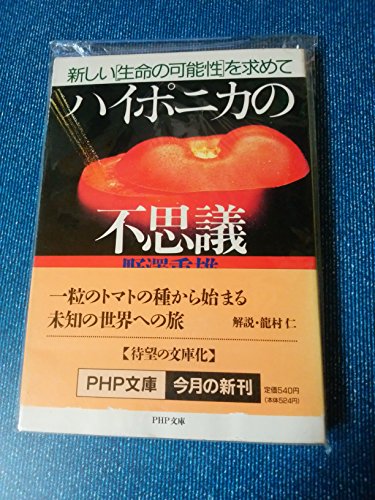 新しい「生命の可能性」を求めて
ハイポニカの
不思議
野澤重雄
一粒のトマトの種から始まる
未知の世界への旅
解説・龍村 仁
【待望の文庫化】
PHP文庫
今月の新刊
定価540円
(本体524円)
PHP文庫